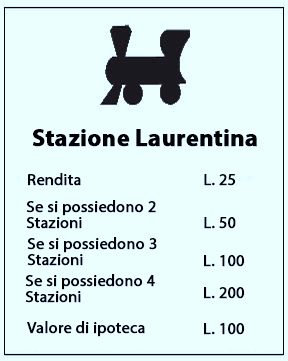 Stazione Laurentina
Rendita L. 25
Se si possiedono 2
Stazioni L. 50
Se si possiedono 3
Stazioni L. 100
Se si possiedono 4
Stazioni L. 200
Valore di ipoteca L. 100